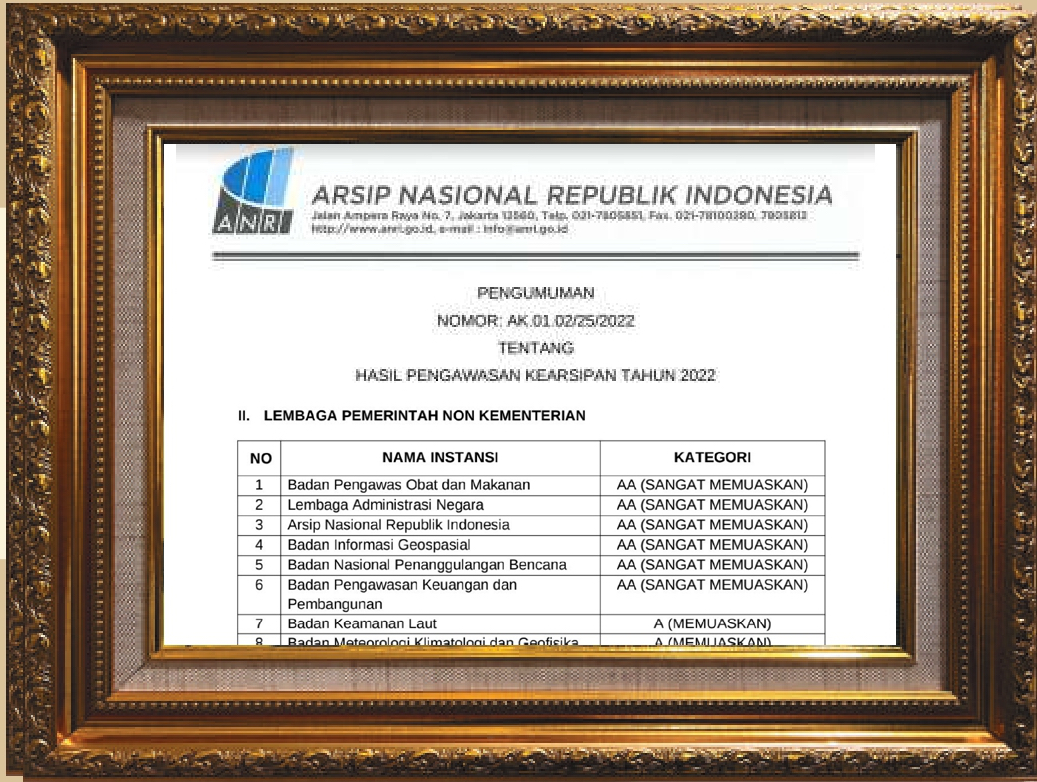 ANRI
ARSIP NASIONAL REPUBLIK INDONESIA
Jalan Ampera Raya No. 7, Jakarta 12560, Telp. 021-7805851, Fax. 021-78100280, 7805812
http://www.anri.go.id, e-mail : info@anri.go.id
PENGUMUMAN
NOMOR: AK.01.02/25/2022
TENTANG
HASIL PENGAWASAN KEARSIPAN TAHUN 2022
II. LEMBAGA PEMERINTAH NON KEMENTERIAN
NO NAMA INSTANSI KATEGORI
1 Badan Pengawas Obat dan Makanan AA (SANGAT MEMUASKAN)
2 Lembaga Administrasi Negara AA (SANGAT MEMUASKAN)
3 Arsip Nasional Republik Indonesia AA (SANGAT MEMUASKAN)
4 Badan Informasi Geospasial AA (SANGAT MEMUASKAN)
5 Badan Nasional Penanggulangan Bencana AA (SANGAT MEMUASKAN)
6 Badan Pengawasan Keuangan dan AA (SANGAT MEMUASKAN)
Pembangunan
7 Badan Keamanan Laut A (MEMUASKAN)
8 Badan Meteorologi Klimatologi dan Geofisika A (MEMUASKAN)